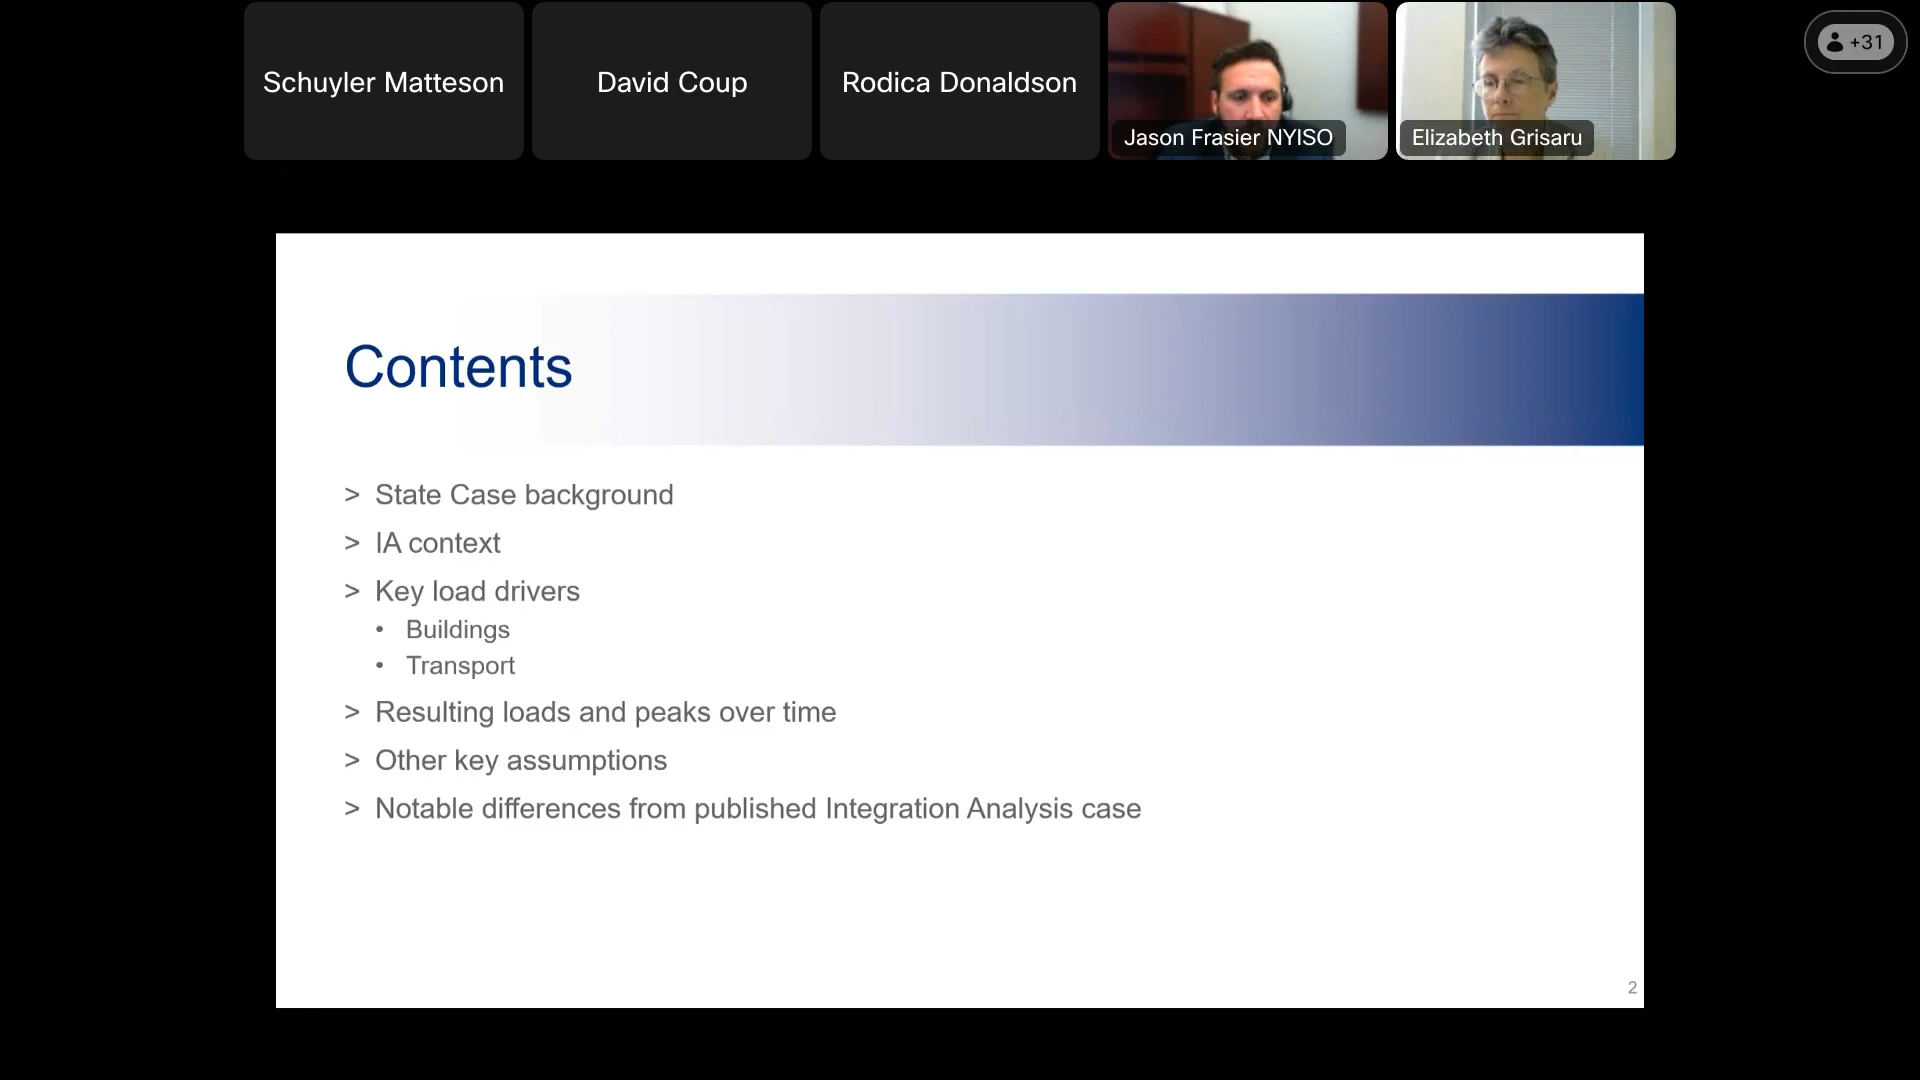 Schuyler Matteson
David Coup
Rodica Donaldson
Jason Frasier NYISO
Elizabeth Grisaru
+31
Contents
> State Case background
> IA context
> Key load drivers
• Buildings
• Transport
> Resulting loads and peaks over time
> Other key assumptions
> Notable differences from published Integration Analysis case
2